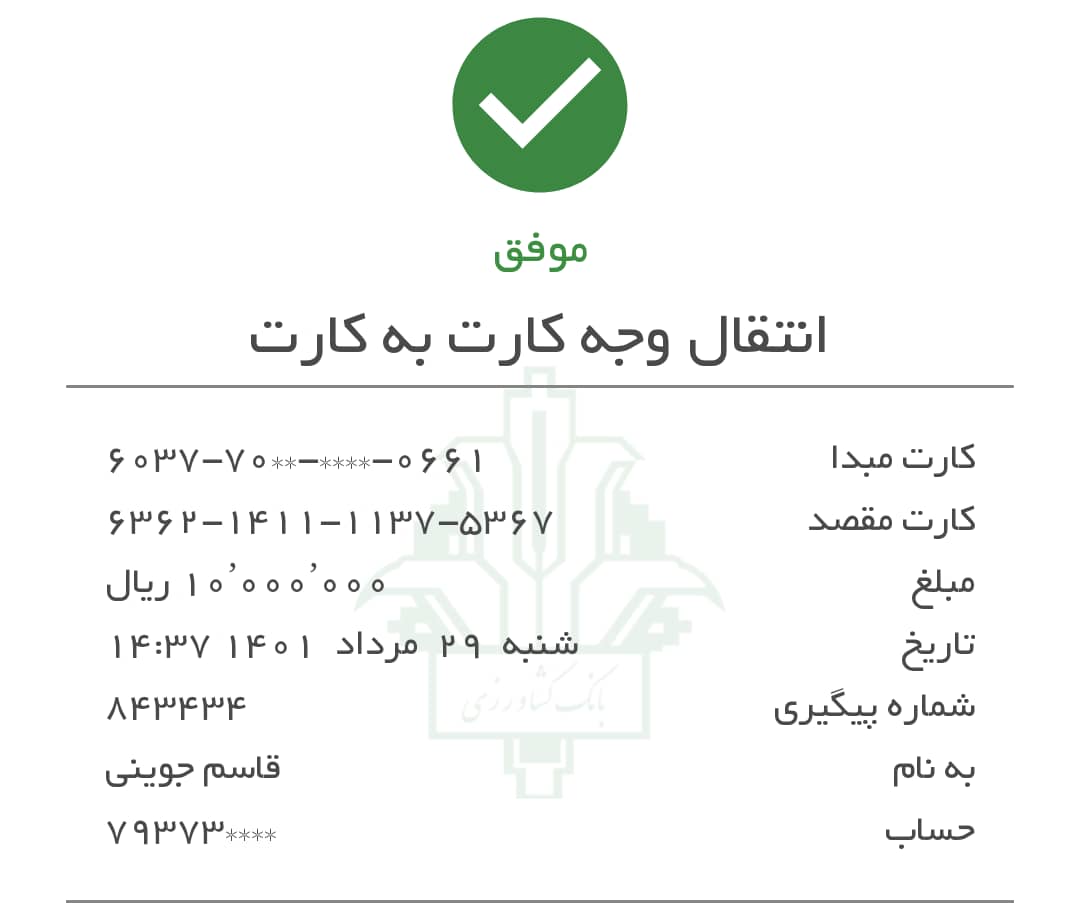 موفق
انتقال وجه کارت به کارت
کارت مبدا ۶۰۳۷-۷۰**-****-۰۶۶۱
کارت مقصد ۶۳۶۲-۱۴۱۱-۱۱۳۷-۵۳۶۷
مبلغ ۱۰٬۰۰۰٬۰۰۰ ریال
تاریخ شنبه ۲۹ مرداد ۱۴۰۱ ۱۴:۳۷
شماره پیگیری ۸۴۳۴۳۴
به نام قاسم جوینی
حساب ۷۹۳۷۳****
بانک کشاورزی